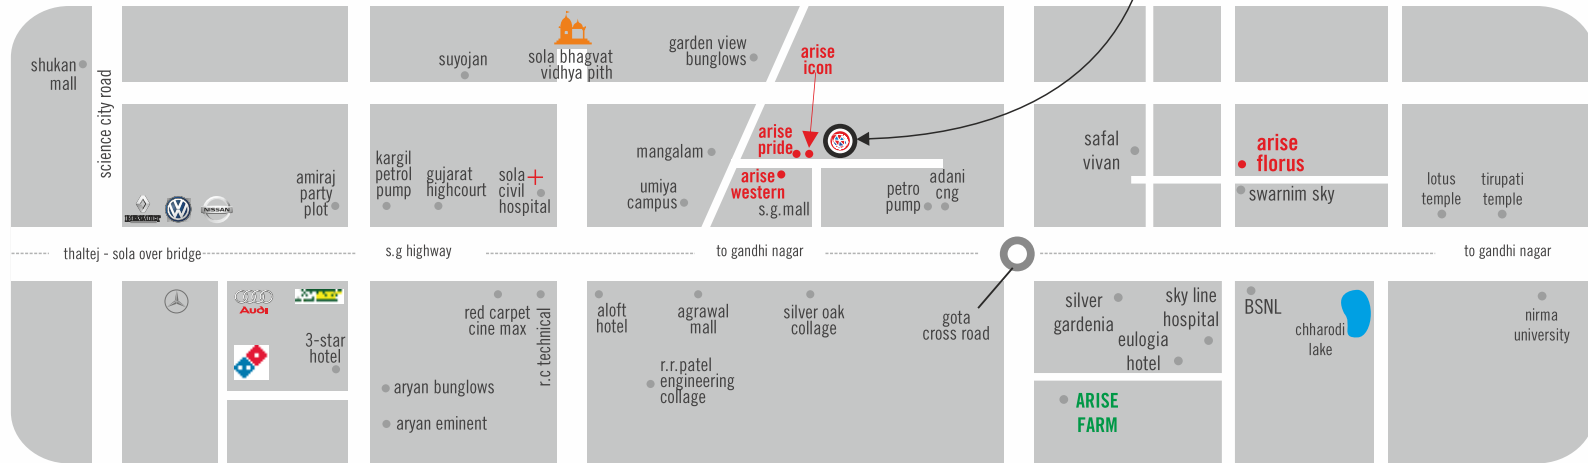 shukan
mall
science city road
suyojan
sola bhagvat
vidhya pith
garden view
bunglows
arise
icon
amiraj
party
plot
RENAULT
NISSAN
kargil
petrol
pump
gujarat
highcourt
sola
civil
hospital
mangalam
umiya
campus
arise
pride
arise
western
s.g.mall
petro
pump
adani
cng
safal
vivan
arise
florus
swarnim sky
lotus
temple
tirupati
temple
thaltej - sola over bridge
s.g highway
to gandhi nagar
to gandhi nagar
Audi
3-star
hotel
red carpet
cine max
r.c technical
aryan bunglows
aryan eminent
aloft
hotel
agrawal
mall
r.r.patel
engineering
collage
silver oak
collage
gota
cross road
silver
gardenia
sky line
hospital
eulogia
hotel
ARISE
FARM
BSNL
chharodi
lake
nirma
university